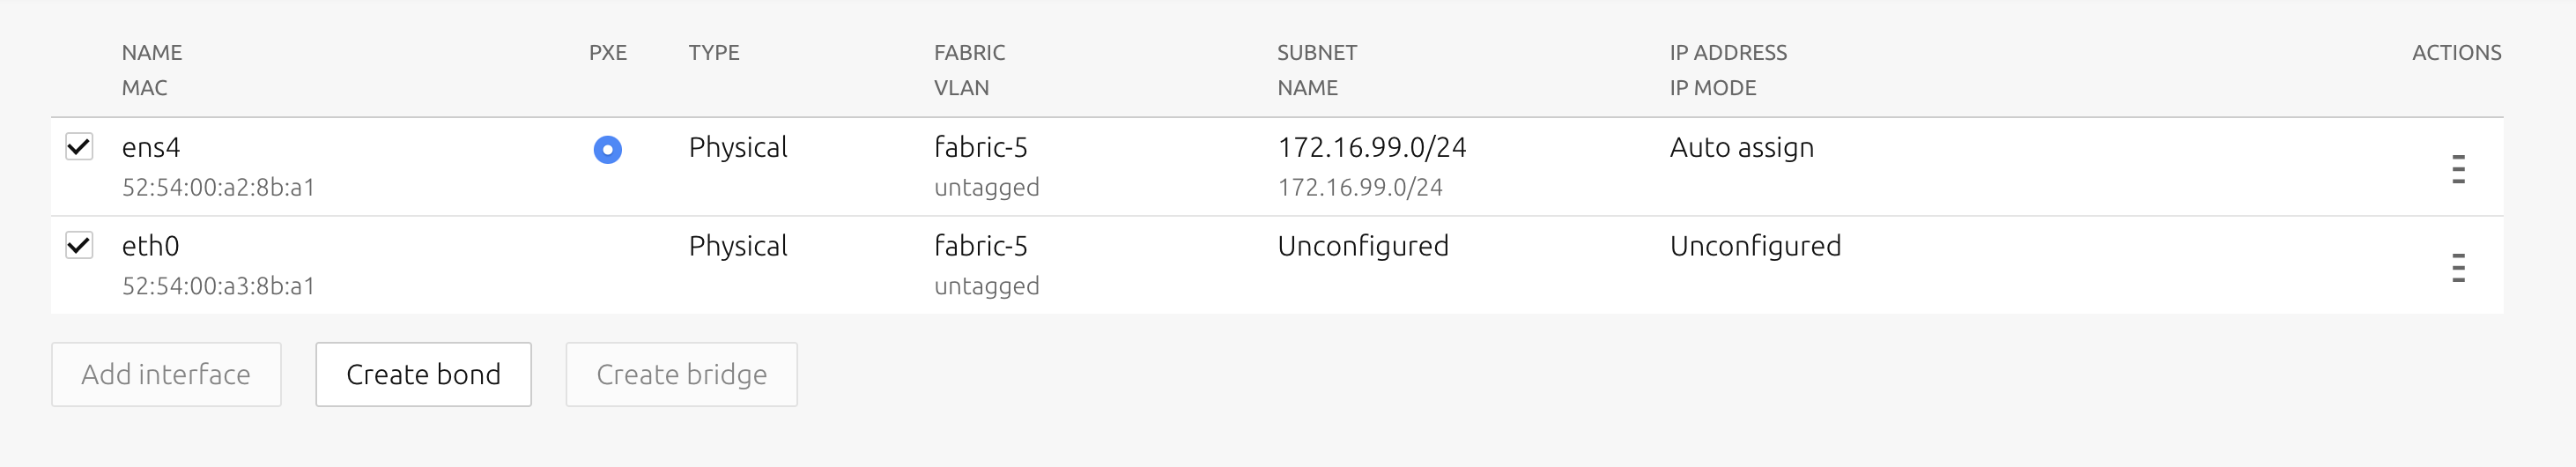 NAME PXE TYPE FABRIC SUBNET IP ADDRESS ACTIONS
MAC VLAN NAME IP MODE
ens4 Physical fabric-5 172.16.99.0/24 Auto assign
52:54:00:a2:8b:a1 untagged 172.16.99.0/24
eth0 Physical fabric-5 Unconfigured Unconfigured
52:54:00:a3:8b:a1 untagged
Add interface Create bond Create bridge